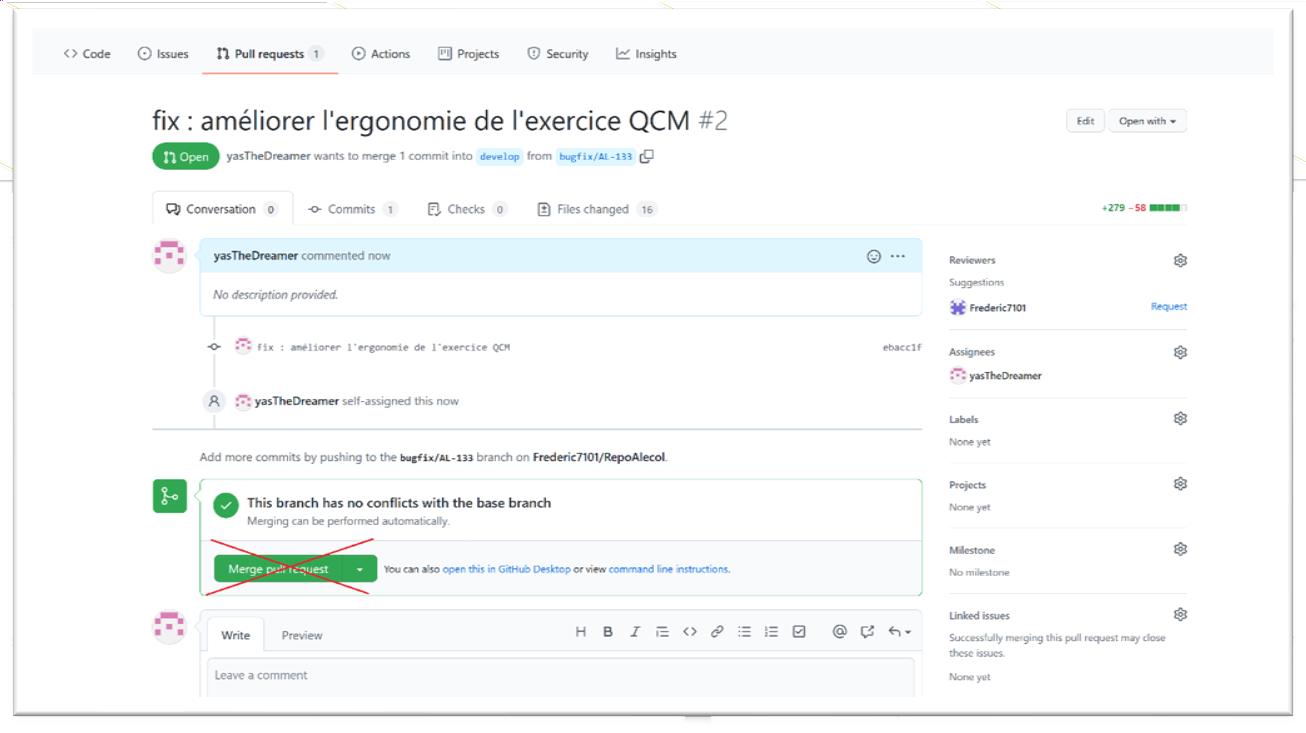 Code Issues Pull requests 1 Actions Projects Security Insights
fix : améliorer l'ergonomie de l'exercice QCM #2
Edit Open with
Open yasTheDreamer wants to merge 1 commit into develop from bugfix/AL-133
Conversation 0 Commits 1 Checks 0 Files changed 16
+279 −58
yasTheDreamer commented now
No description provided.
fix : améliorer l'ergonomie de l'exercice QCM ebacc1f
yasTheDreamer self-assigned this now
Add more commits by pushing to the bugfix/AL-133 branch on Frederic7101/RepoAlecol.
This branch has no conflicts with the base branch
Merging can be performed automatically.
Merge pull request You can also open this in GitHub Desktop or view command line instructions.
Write Preview
Leave a comment
Reviewers
Suggestions
Frederic7101 Request
Assignees
yasTheDreamer
Labels
None yet
Projects
None yet
Milestone
No milestone
Linked issues
Successfully merging this pull request may close
these issues.
None yet